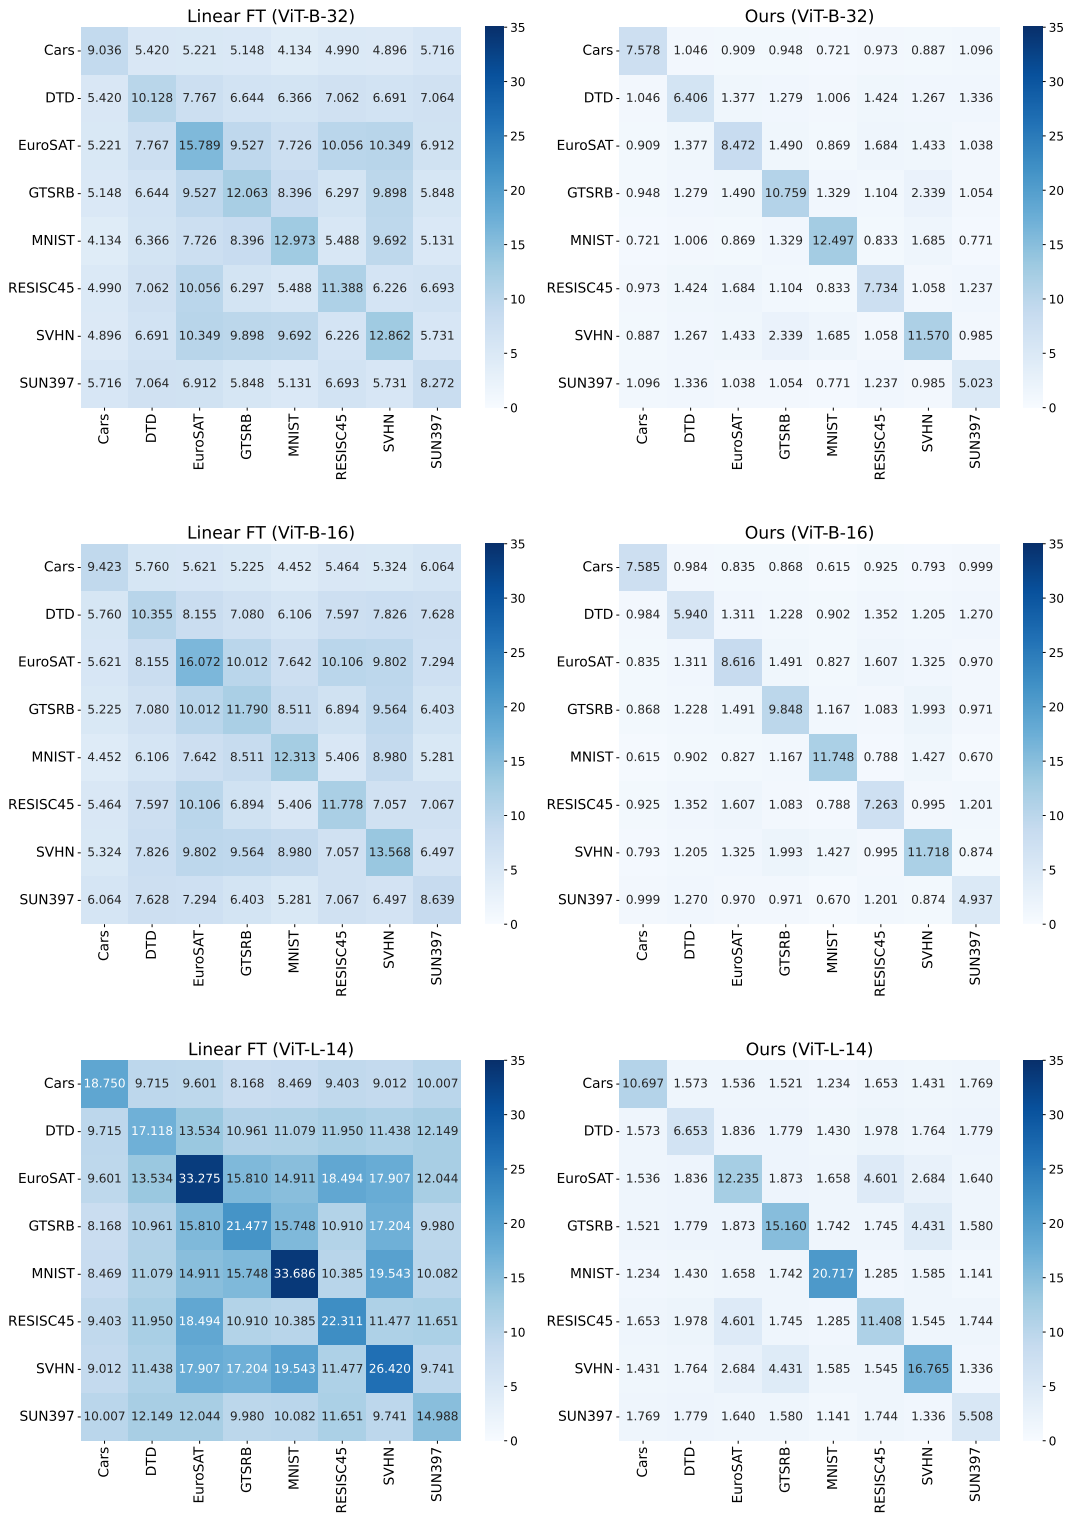 Linear FT (ViT-B-32)
Cars 9.036 5.420 5.221 5.148 4.134 4.990 4.896 5.716
DTD 5.420 10.128 7.767 6.644 6.366 7.062 6.691 7.064
EuroSAT 5.221 7.767 15.789 9.527 7.726 10.056 10.349 6.912
GTSRB 5.148 6.644 9.527 12.063 8.396 6.297 9.898 5.848
MNIST 4.134 6.366 7.726 8.396 12.973 5.488 9.692 5.131
RESISC45 4.990 7.062 10.056 6.297 5.488 11.388 6.226 6.693
SVHN 4.896 6.691 10.349 9.898 9.692 6.226 12.862 5.731
SUN397 5.716 7.064 6.912 5.848 5.131 6.693 5.731 8.272
Cars DTD EuroSAT GTSRB MNIST RESISC45 SVHN SUN397
35
30
25
20
15
10
5
0
Ours (ViT-B-32)
Cars 7.578 1.046 0.909 0.948 0.721 0.973 0.887 1.096
DTD 1.046 6.406 1.377 1.279 1.006 1.424 1.267 1.336
EuroSAT 0.909 1.377 8.472 1.490 0.869 1.684 1.433 1.038
GTSRB 0.948 1.279 1.490 10.759 1.329 1.104 2.339 1.054
MNIST 0.721 1.006 0.869 1.329 12.497 0.833 1.685 0.771
RESISC45 0.973 1.424 1.684 1.104 0.833 7.734 1.058 1.237
SVHN 0.887 1.267 1.433 2.339 1.685 1.058 11.570 0.985
SUN397 1.096 1.336 1.038 1.054 0.771 1.237 0.985 5.023
Cars DTD EuroSAT GTSRB MNIST RESISC45 SVHN SUN397
35
30
25
20
15
10
5
0
Linear FT (ViT-B-16)
Cars 9.423 5.760 5.621 5.225 4.452 5.464 5.324 6.064
DTD 5.760 10.355 8.155 7.080 6.106 7.597 7.826 7.628
EuroSAT 5.621 8.155 16.072 10.012 7.642 10.106 9.802 7.294
GTSRB 5.225 7.080 10.012 11.790 8.511 6.894 9.564 6.403
MNIST 4.452 6.106 7.642 8.511 12.313 5.406 8.980 5.281
RESISC45 5.464 7.597 10.106 6.894 5.406 11.778 7.057 7.067
SVHN 5.324 7.826 9.802 9.564 8.980 7.057 13.568 6.497
SUN397 6.064 7.628 7.294 6.403 5.281 7.067 6.497 8.639
Cars DTD EuroSAT GTSRB MNIST RESISC45 SVHN SUN397
35
30
25
20
15
10
5
0
Ours (ViT-B-16)
Cars 7.585 0.984 0.835 0.868 0.615 0.925 0.793 0.999
DTD 0.984 5.940 1.311 1.228 0.902 1.352 1.205 1.270
EuroSAT 0.835 1.311 8.616 1.491 0.827 1.607 1.325 0.970
GTSRB 0.868 1.228 1.491 9.848 1.167 1.083 1.993 0.971
MNIST 0.615 0.902 0.827 1.167 11.748 0.788 1.427 0.670
RESISC45 0.925 1.352 1.607 1.083 0.788 7.263 0.995 1.201
SVHN 0.793 1.205 1.325 1.993 1.427 0.995 11.718 0.874
SUN397 0.999 1.270 0.970 0.971 0.670 1.201 0.874 4.937
Cars DTD EuroSAT GTSRB MNIST RESISC45 SVHN SUN397
35
30
25
20
15
10
5
0
Linear FT (ViT-L-14)
Cars 18.750 9.715 9.601 8.168 8.469 9.403 9.012 10.007
DTD 9.715 17.118 13.534 10.961 11.079 11.950 11.438 12.149
EuroSAT 9.601 13.534 33.275 15.810 14.911 18.494 17.907 12.044
GTSRB 8.168 10.961 15.810 21.477 15.748 10.910 17.204 9.980
MNIST 8.469 11.079 14.911 15.748 33.686 10.385 19.543 10.082
RESISC45 9.403 11.950 18.494 10.910 10.385 22.311 11.477 11.651
SVHN 9.012 11.438 17.907 17.204 19.543 11.477 26.420 9.741
SUN397 10.007 12.149 12.044 9.980 10.082 11.651 9.741 14.988
Cars DTD EuroSAT GTSRB MNIST RESISC45 SVHN SUN397
35
30
25
20
15
10
5
0
Ours (ViT-L-14)
Cars 10.697 1.573 1.536 1.521 1.234 1.653 1.431 1.769
DTD 1.573 6.653 1.836 1.779 1.430 1.978 1.764 1.779
EuroSAT 1.536 1.836 12.235 1.873 1.658 4.601 2.684 1.640
GTSRB 1.521 1.779 1.873 15.160 1.742 1.745 4.431 1.580
MNIST 1.234 1.430 1.658 1.742 20.717 1.285 1.585 1.141
RESISC45 1.653 1.978 4.601 1.745 1.285 11.408 1.545 1.744
SVHN 1.431 1.764 2.684 4.431 1.585 1.545 16.765 1.336
SUN397 1.769 1.779 1.640 1.580 1.141 1.744 1.336 5.508
Cars DTD EuroSAT GTSRB MNIST RESISC45 SVHN SUN397
35
30
25
20
15
10
5
0